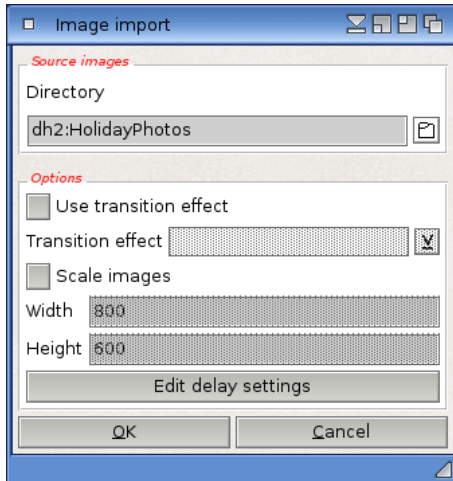 Image import
Source images
Directory
dh2:HolidayPhotos
Options
Use transition effect
Transition effect
Scale images
Width 800
Height 600
Edit delay settings
OK Cancel